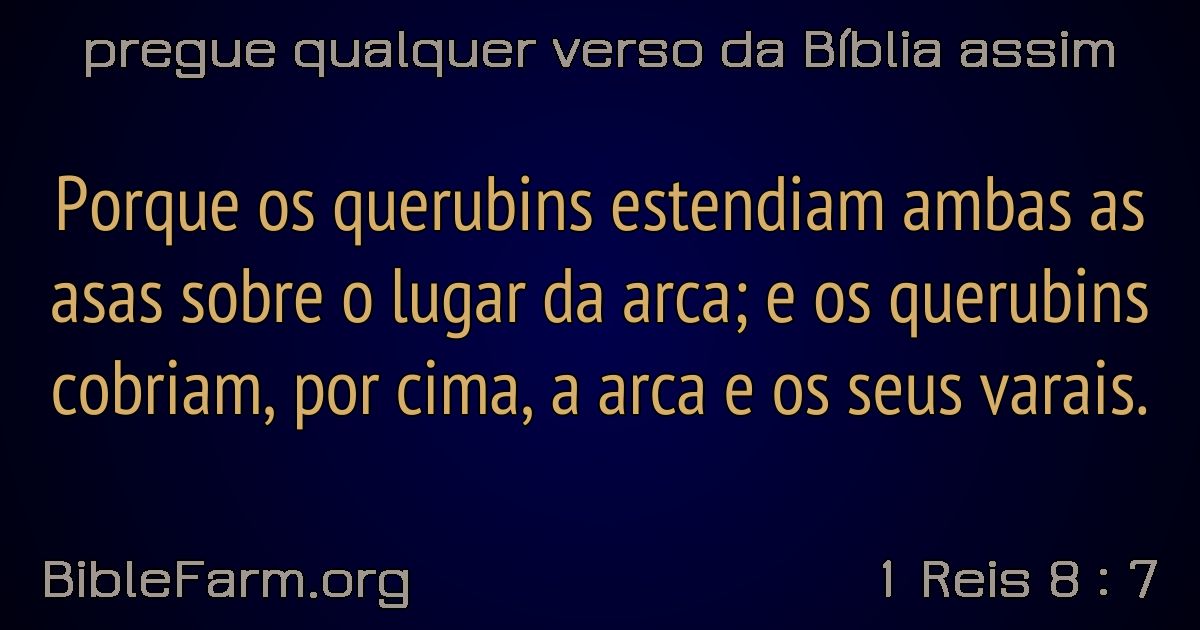 pregue qualquer verso da Bíblia assim
Porque os querubins estendiam ambas as
asas sobre o lugar da arca; e os querubins
cobriam, por cima, a arca e os seus varais.
BibleFarm.org
1 Reis 8 : 7